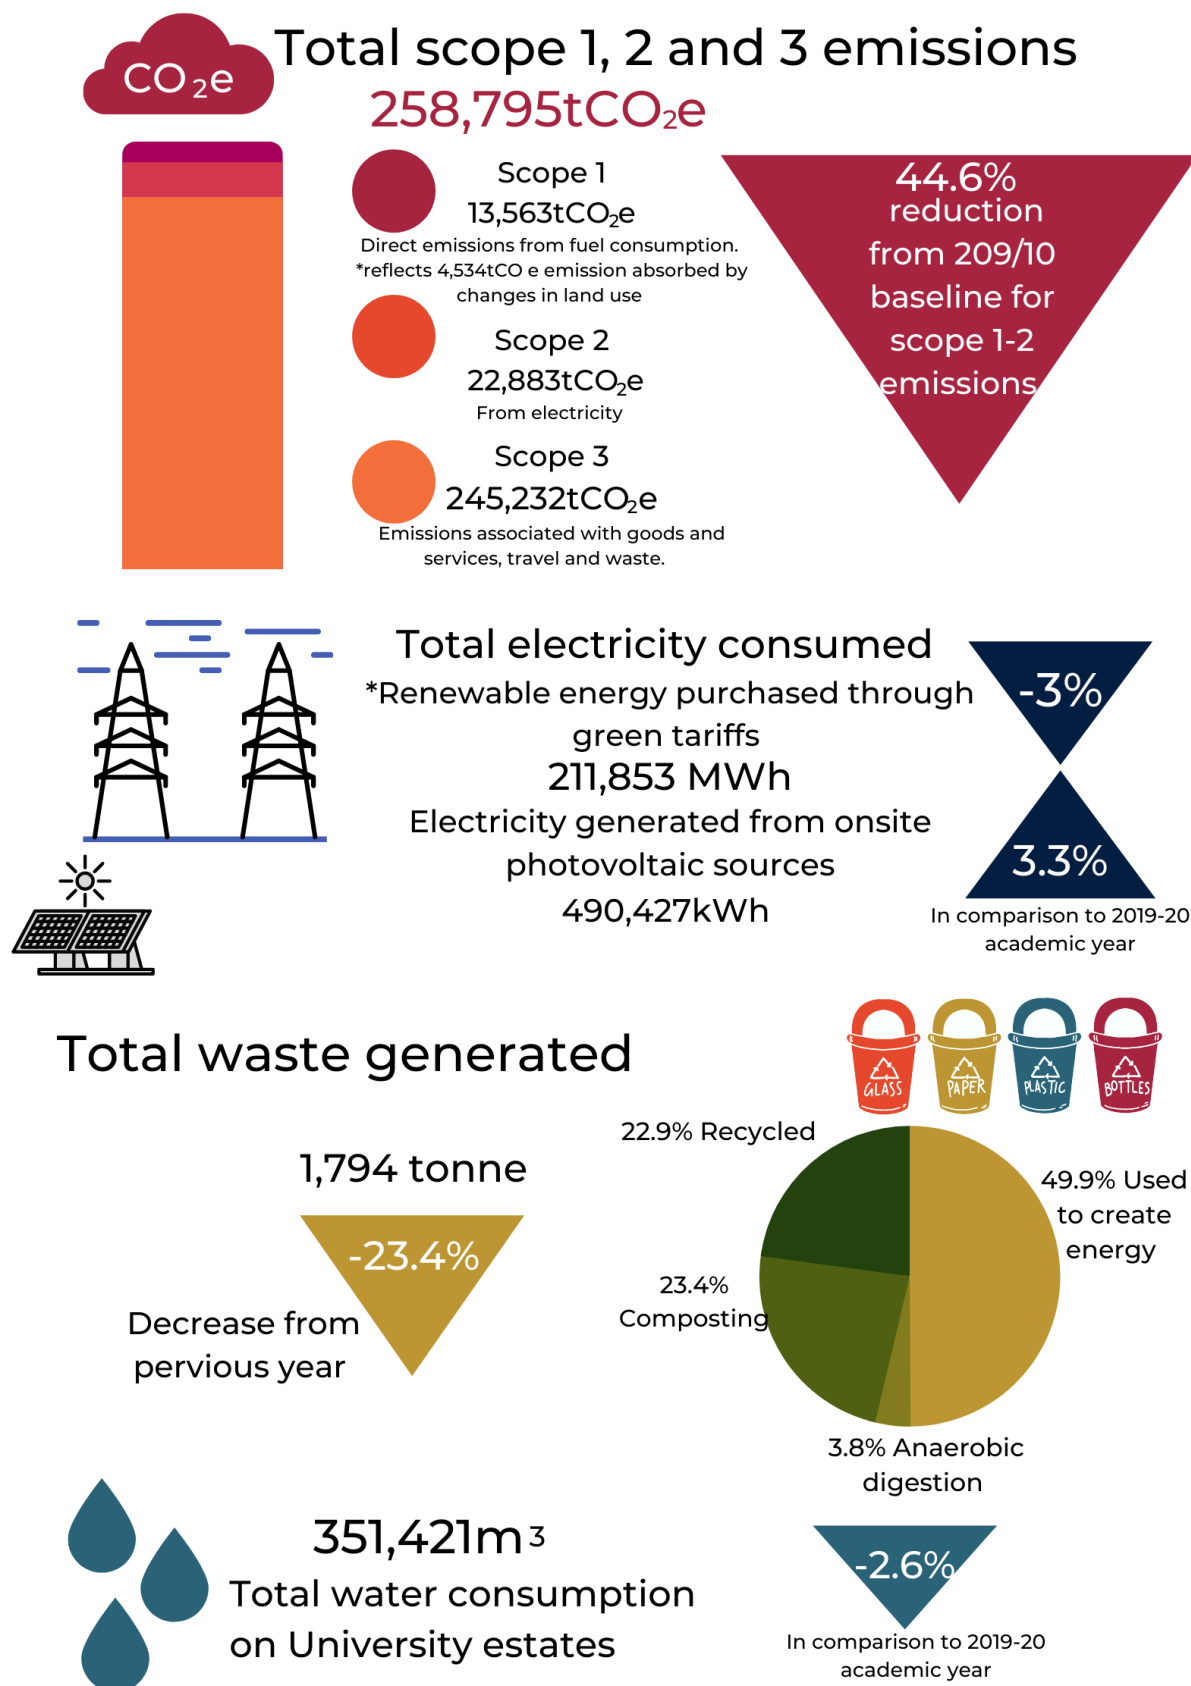 CO2e
Total scope 1, 2 and 3 emissions
258,795tCO2e
Scope 1
13,563tCO2e
Direct emissions from fuel consumption.
*reflects 4,534tCO e emission absorbed by
changes in land use
Scope 2
22,883tCO2e
From electricity
Scope 3
245,232tCO2e
Emissions associated with goods and
services, travel and waste.
44.6%
reduction
from 209/10
baseline for
scope 1-2
emissions
Total electricity consumed
*Renewable energy purchased through
green tariffs
211,853 MWh
Electricity generated from onsite
photovoltaic sources
490,427kWh
-3%
3.3%
In comparison to 2019-20
academic year
Total waste generated
1,794 tonne
-23.4%
Decrease from
pervious year
GLASS
PAPER
PLASTIC
BOTTLES
22.9% Recycled
49.9% Used
to create
energy
23.4%
Composting
3.8% Anaerobic
digestion
351,421m 3
Total water consumption
on University estates
-2.6%
In comparison to 2019-20
academic year